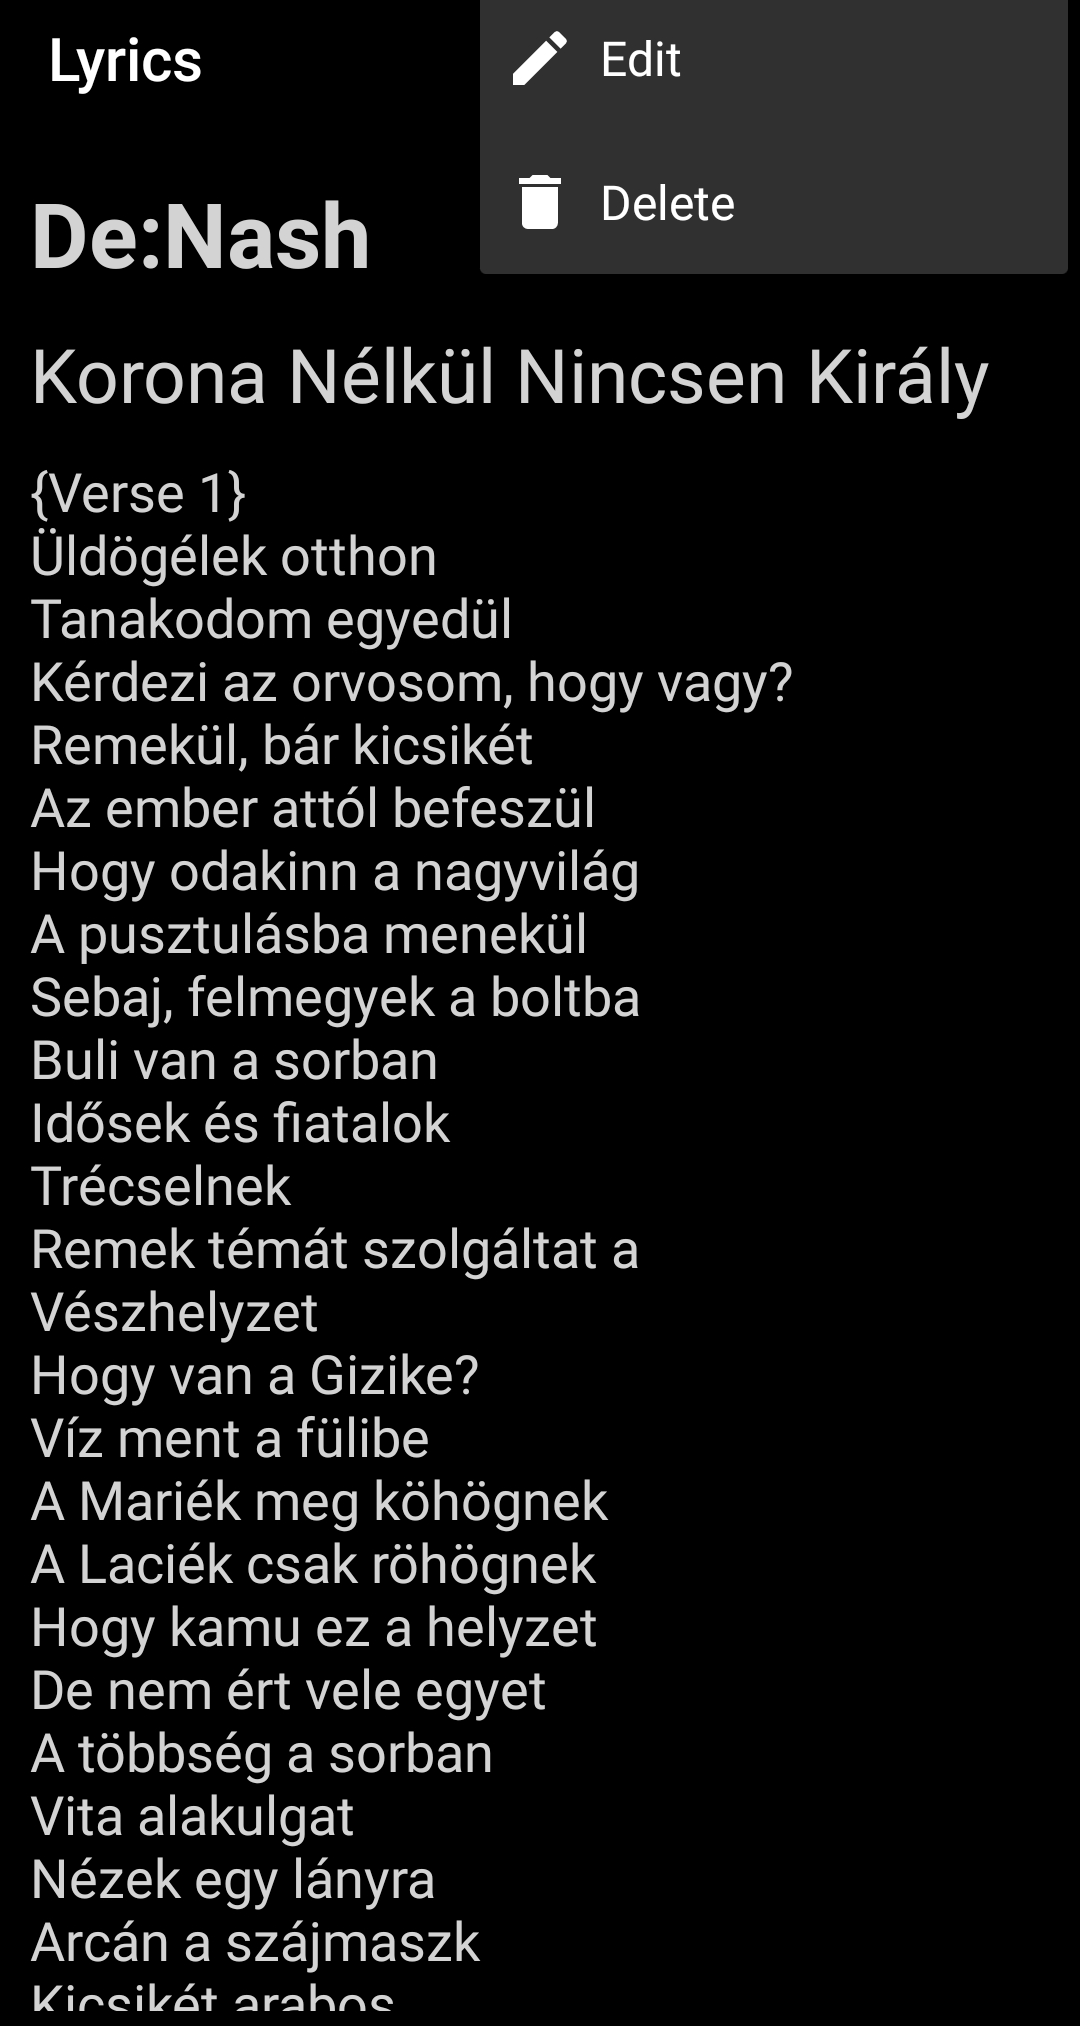 Lyrics
Edit
Delete
De:Nash
Korona Nélkül Nincsen Király
{Verse 1}
Üldögélek otthon
Tanakodom egyedül
Kérdezi az orvosom, hogy vagy?
Remekül, bár kicsikét
Az ember attól befeszül
Hogy odakinn a nagyvilág
A pusztulásba menekül
Sebaj, felmegyek a boltba
Buli van a sorban
Idősek és fiatalok
Trécselnek
Remek témát szolgáltat a
Vészhelyzet
Hogy van a Gizike?
Víz ment a fülibe
A Mariék meg köhögnek
A Laciék csak röhögnek
Hogy kamu ez a helyzet
De nem ért vele egyet
A többség a sorban
Vita alakulgat
Nézek egy lányra
Arcán a szájmaszk
Kicsikét arabos